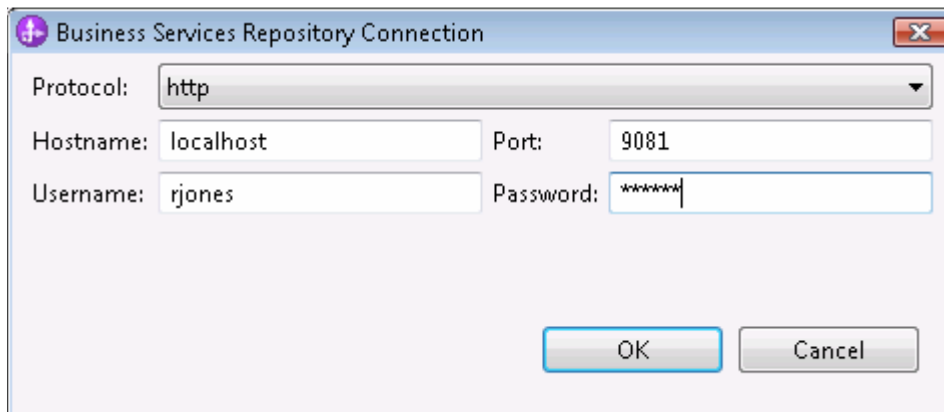 Business Services Repository Connection
Protocol: http
Hostname: localhost Port: 9081
Username: rjones Password: ******
OK Cancel